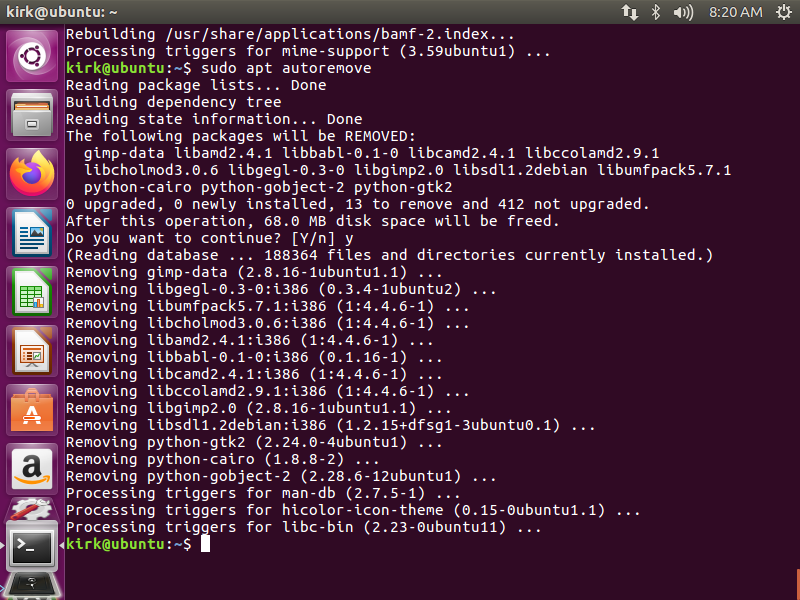 kirk@ubuntu: ~
8:20 AM
Rebuilding /usr/share/applications/bamf-2.index...
Processing triggers for mime-support (3.59ubuntu1) ...
kirk@ubuntu:~$ sudo apt autoremove
Reading package lists... Done
Building dependency tree
Reading state information... Done
The following packages will be REMOVED:
  gimp-data libamd2.4.1 libbabl-0.1-0 libcamd2.4.1 libccolamd2.9.1
  libcholmod3.0.6 libgegl-0.3-0 libgimp2.0 libsdl1.2debian libumfpack5.7.1
  python-cairo python-gobject-2 python-gtk2
0 upgraded, 0 newly installed, 13 to remove and 412 not upgraded.
After this operation, 68.0 MB disk space will be freed.
Do you want to continue? [Y/n] y
(Reading database ... 188364 files and directories currently installed.)
Removing gimp-data (2.8.16-1ubuntu1.1) ...
Removing libgegl-0.3-0:i386 (0.3.4-1ubuntu2) ...
Removing libumfpack5.7.1:i386 (1:4.4.6-1) ...
Removing libcholmod3.0.6:i386 (1:4.4.6-1) ...
Removing libamd2.4.1:i386 (1:4.4.6-1) ...
Removing libbabl-0.1-0:i386 (0.1.16-1) ...
Removing libcamd2.4.1:i386 (1:4.4.6-1) ...
Removing libccolamd2.9.1:i386 (1:4.4.6-1) ...
Removing libgimp2.0 (2.8.16-1ubuntu1.1) ...
Removing libsdl1.2debian:i386 (1.2.15+dfsg1-3ubuntu0.1) ...
Removing python-gtk2 (2.24.0-4ubuntu1) ...
Removing python-cairo (1.8.8-2) ...
Removing python-gobject-2 (2.28.6-12ubuntu1) ...
Processing triggers for man-db (2.7.5-1) ...
Processing triggers for hicolor-icon-theme (0.15-0ubuntu1.1) ...
Processing triggers for libc-bin (2.23-0ubuntu11) ...
kirk@ubuntu:~$